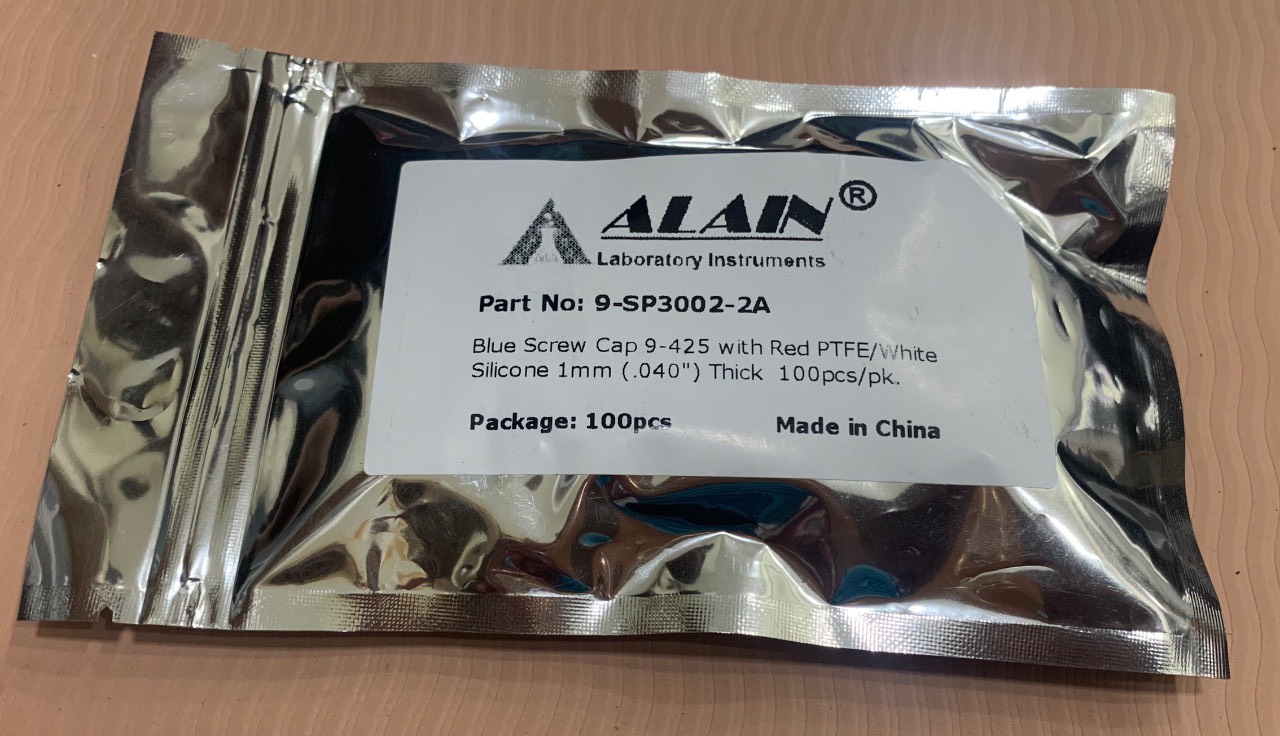 ALAIN®
Laboratory Instruments
Part No: 9-SP3002-2A
Blue Screw Cap 9-425 with Red PTFE/White
Silicone 1mm (.040") Thick 100pcs/pk.
Package: 100pcs Made in China